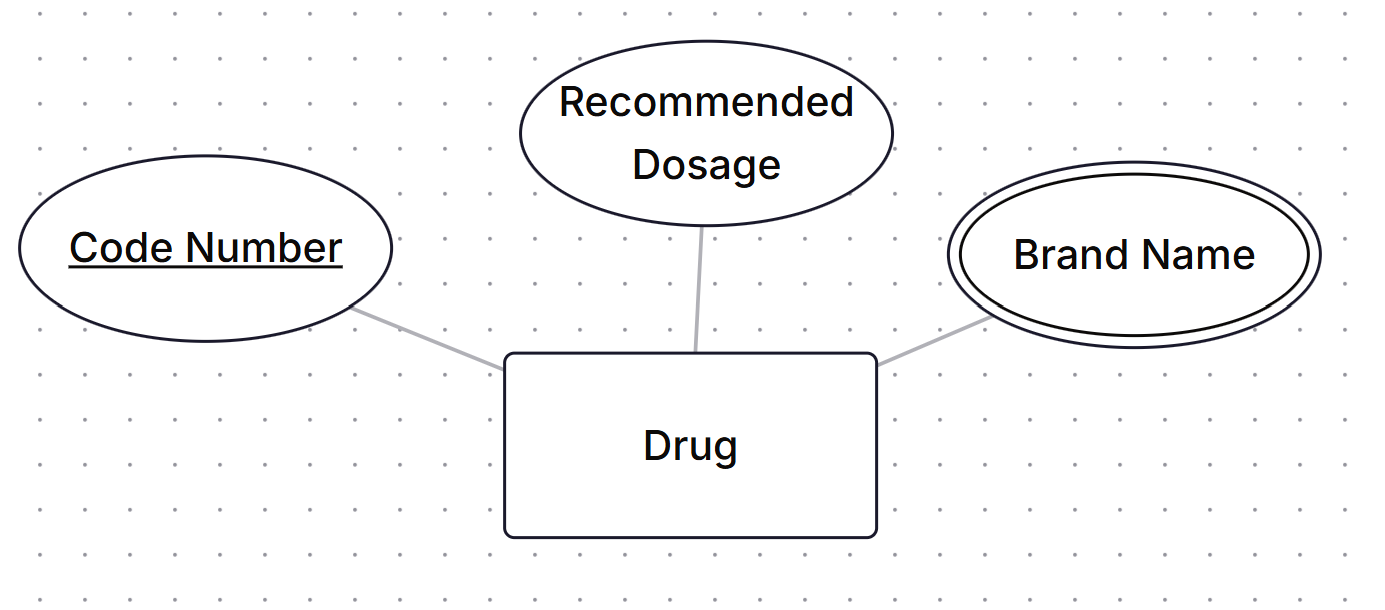 Recommended
Dosage
Code Number
Brand Name
Drug